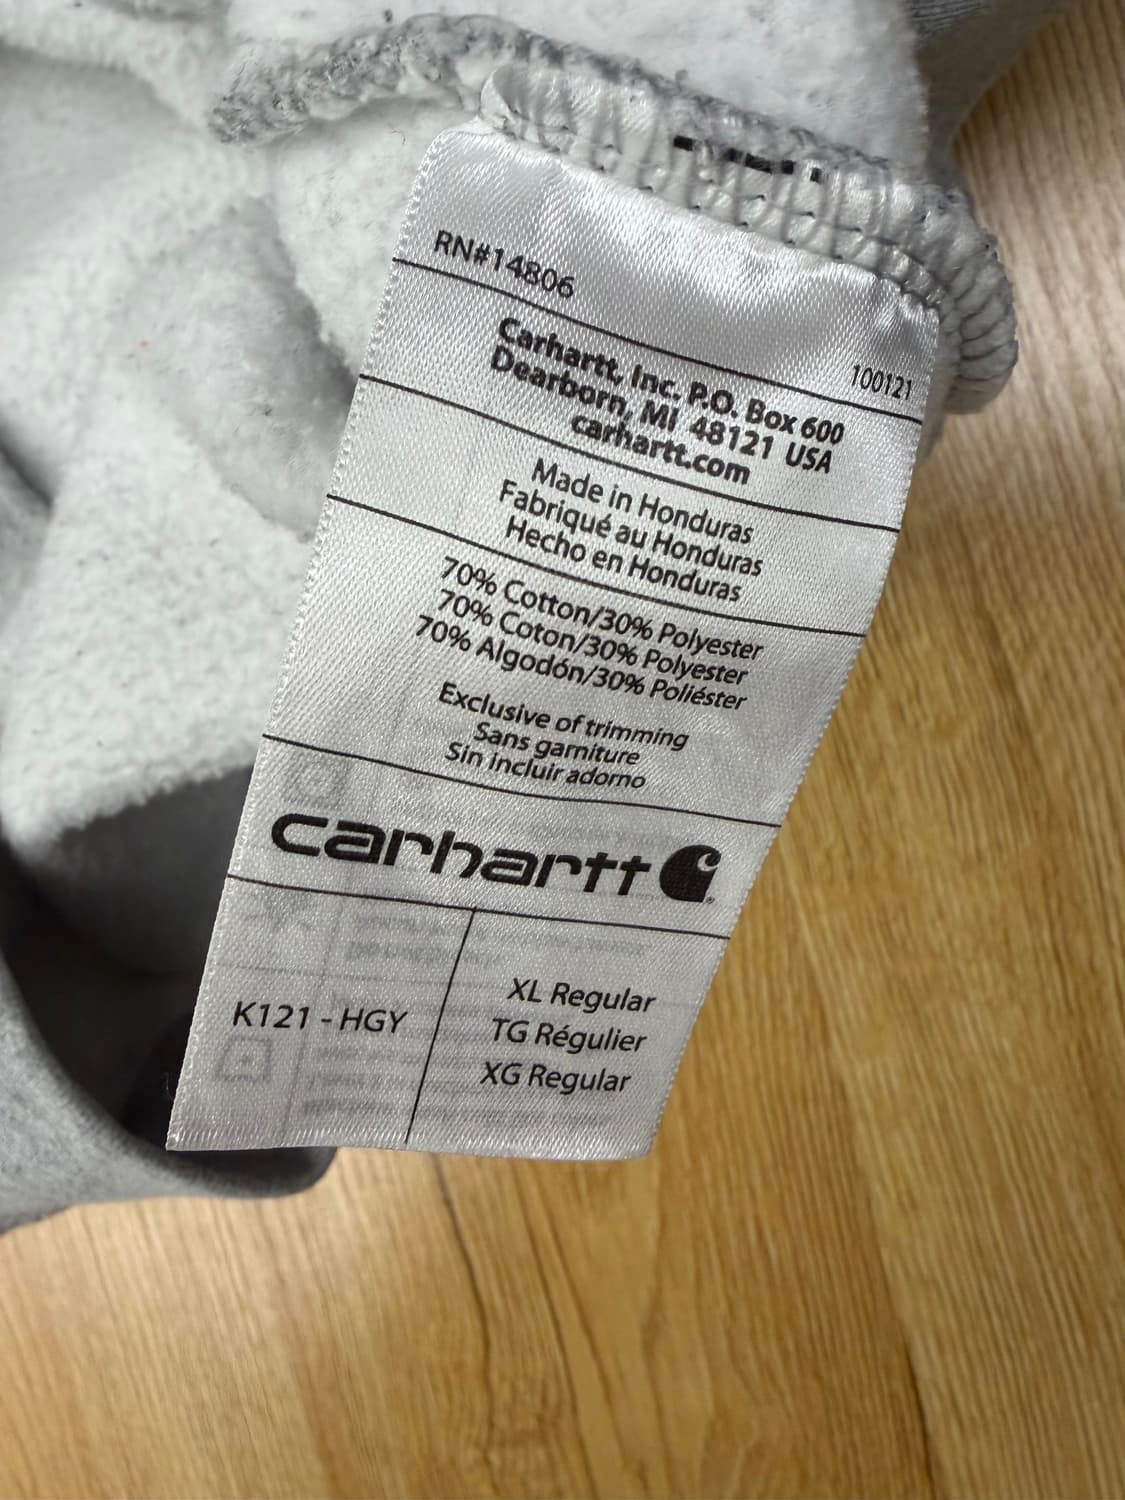 RN#14806
100121
Carhartt, Inc. P.O. Box 600
Dearborn, MI 48121 USA
carhartt.com
Made in Honduras
Fabriqué au Honduras
Hecho en Honduras
70% Cotton/30% Polyester
70% Coton/30% Polyester
70% Algodón/30% Poliéster
Exclusive of trimming
Sans garniture
Sin incluir adorno
carhartt
K121 - HGY
XL Regular
TG Régulier
XG Regular